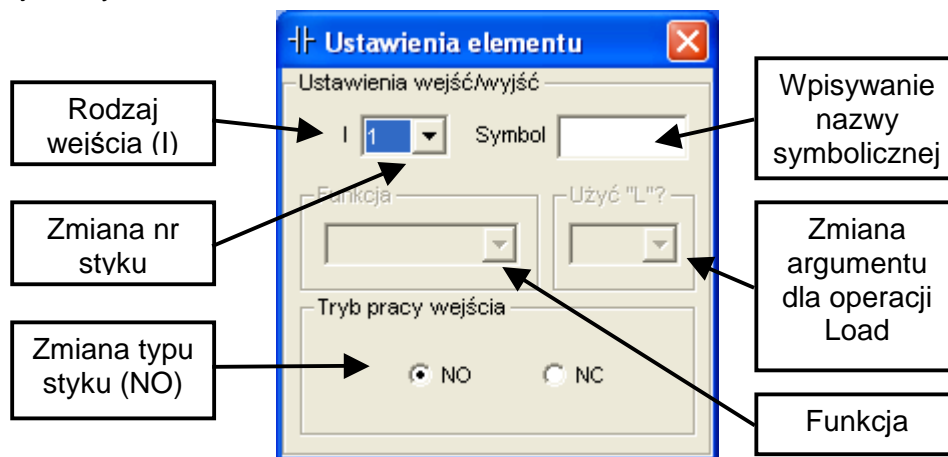 Ustawienia elementu
Ustawienia wejść/wyjść
Rodzaj
wejścia (I)
I 1 Symbol
Wpisywanie
nazwy
symbolicznej
Funkcja
Użyć "L"?
Zmiana nr
styku
Zmiana
argumentu
dla operacji
Load
Tryb pracy wejścia
Zmiana typu
styku (NO)
NO NC
Funkcja